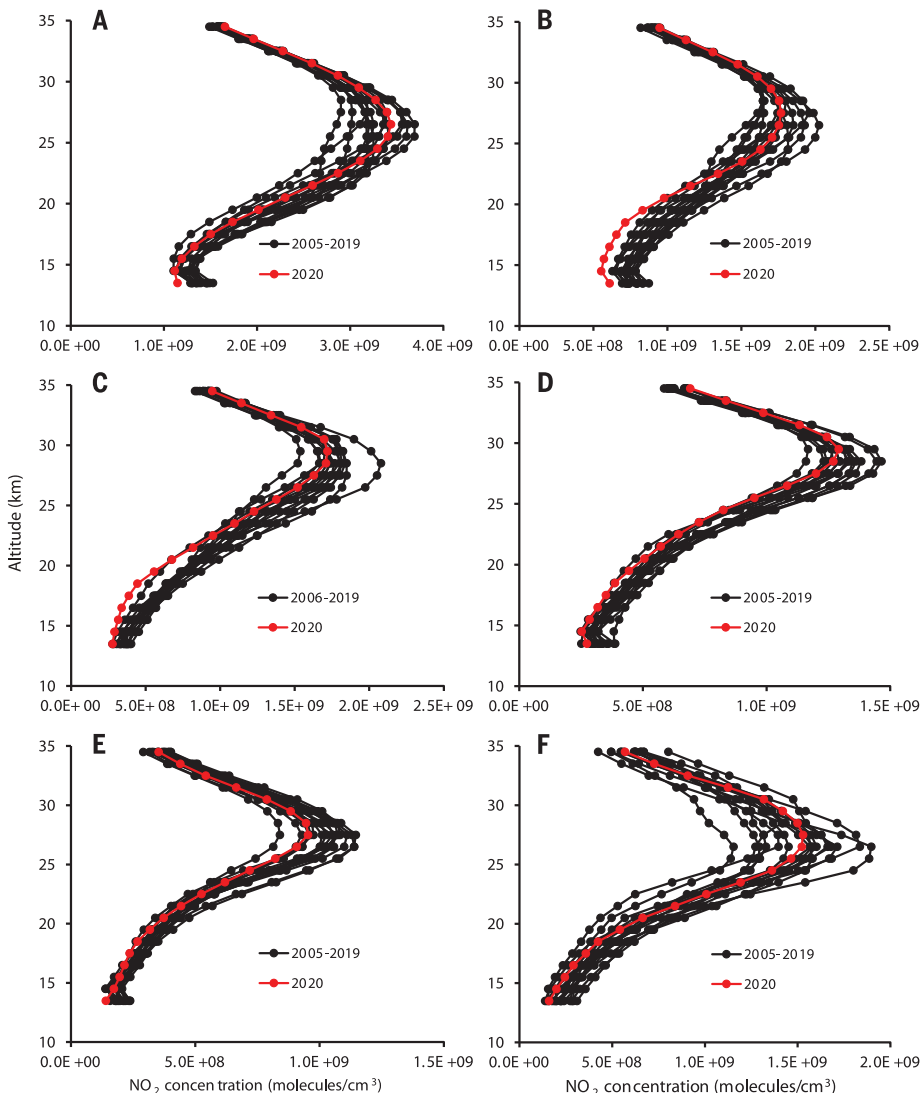 A
35
30
25
20
15
10
2005-2019
2020
0.0E + 00
1.0E + 09
2.0E + 09
3.0E + 09
4.0E + 09
B
35
30
25
20
15
10
2005-2019
2020
0.0E + 00
5.0E + 08
1.0E + 09
1.5E + 09
2.0E + 09
2.5E + 09
C
35
30
25
20
15
10
Altitude (km)
2006-2019
2020
0.0E + 00
5.0E + 08
1.0E + 09
1.5E + 09
2.0E + 09
2.5E + 09
D
35
30
25
20
15
10
2005-2019
2020
0.0E + 00
5.0E + 08
1.0E + 09
1.5E + 09
E
35
30
25
20
15
10
2005-2019
2020
0.0E + 00
5.0E + 08
1.0E + 09
1.5E + 09
NO2 concentration (molecules/cm3)
F
35
30
25
20
15
10
2005-2019
2020
0.0E + 00
5.0E + 08
1.0E + 09
1.5E + 09
2.0E + 09
NO2 concentration (molecules/cm3)